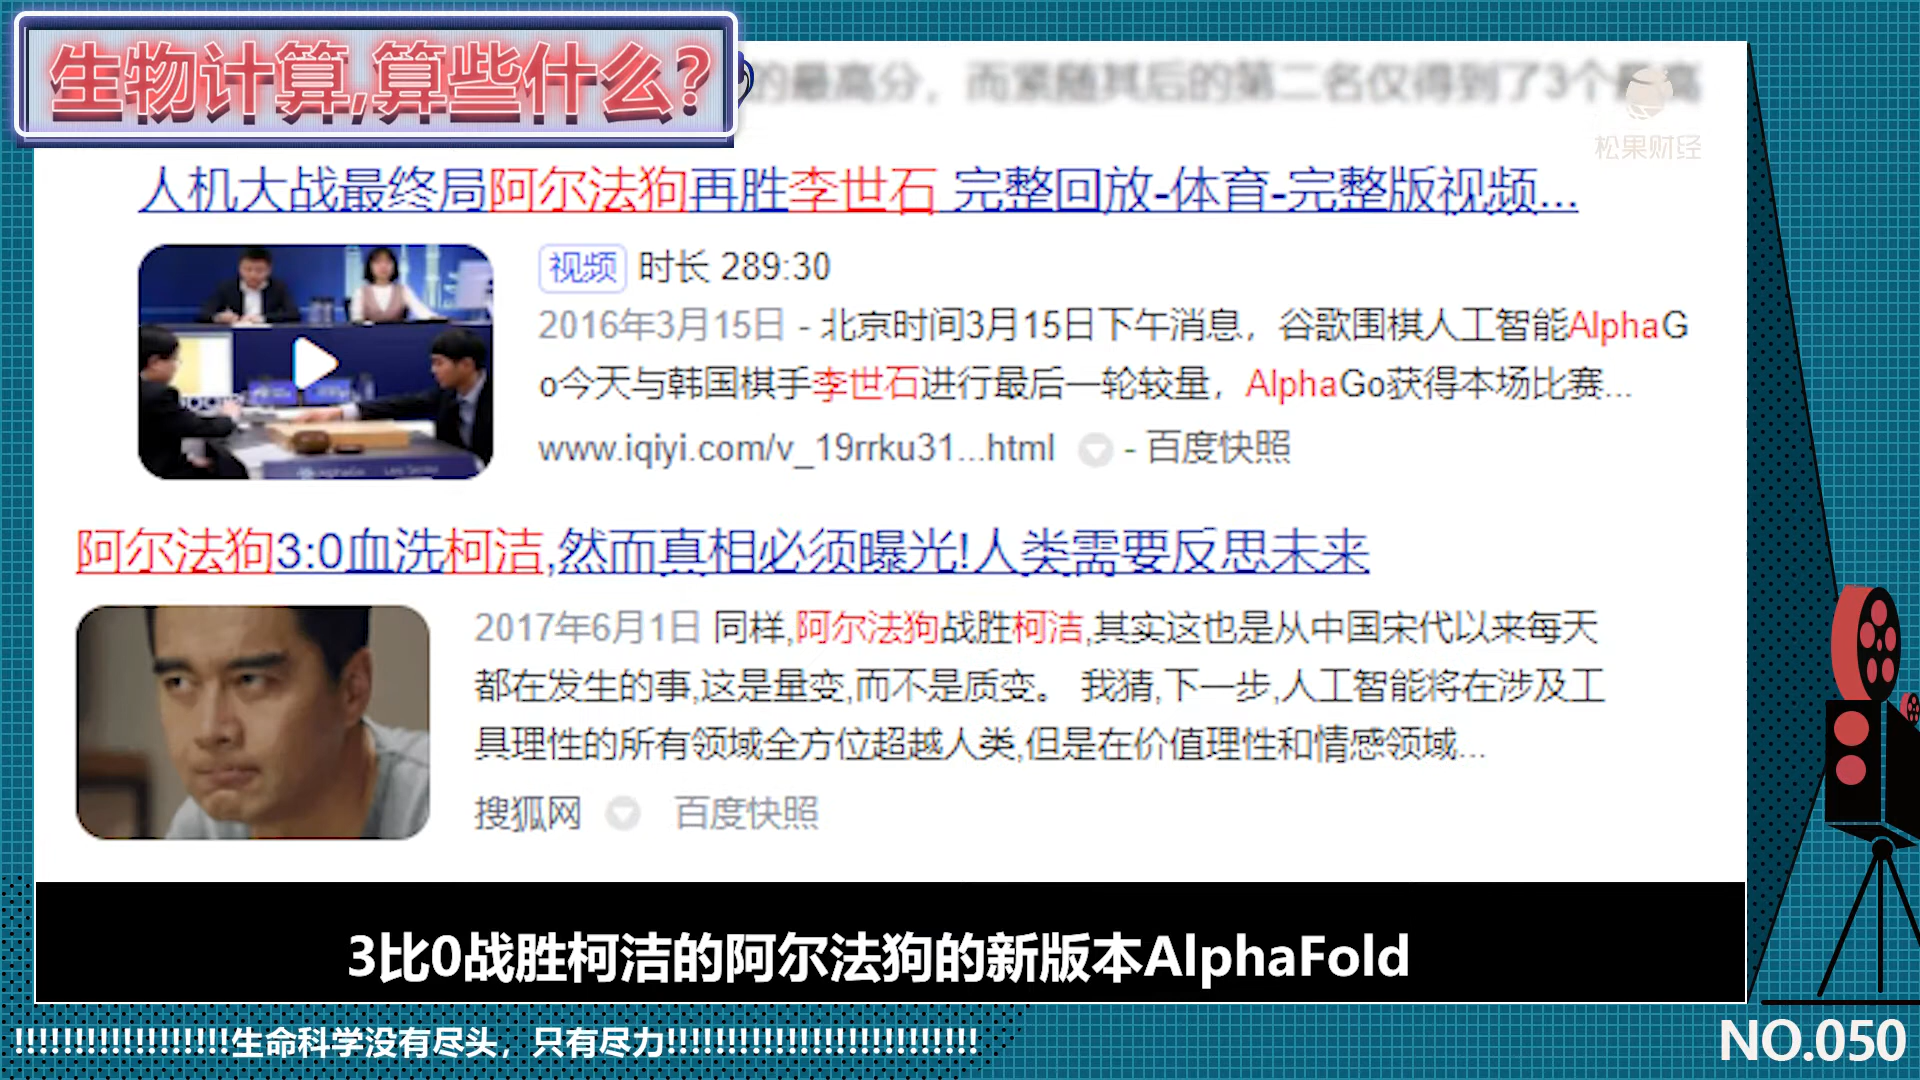 生物计算,算些什么?
的最高分，而紧随其后的第二名仅得到了3个最高
松果财经
人机大战最终局阿尔法狗再胜李世石 完整回放-体育-完整版视频...
视频 时长 289:30
2016年3月15日 - 北京时间3月15日下午消息，谷歌围棋人工智能AlphaG
o今天与韩国棋手李世石进行最后一轮较量，AlphaGo获得本场比赛...
www.iqiyi.com/v_19rrku31...html - 百度快照
阿尔法狗3:0血洗柯洁,然而真相必须曝光!人类需要反思未来
2017年6月1日 同样,阿尔法狗战胜柯洁,其实这也是从中国宋代以来每天
都在发生的事,这是量变,而不是质变。 我猜,下一步,人工智能将在涉及工
具理性的所有领域全方位超越人类,但是在价值理性和情感领域...
搜狐网 百度快照
3比0战胜柯洁的阿尔法狗的新版本AlphaFold
!!!!!!!!!!!!!!!!!!生命科学没有尽头，只有尽力!!!!!!!!!!!!!!!!!!!!!!!!!!
NO.050